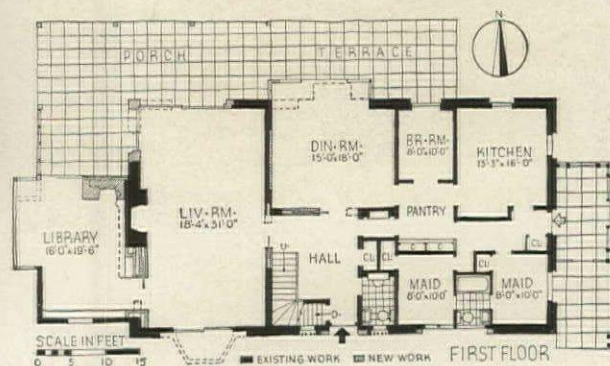 N
PORCH
TERRACE
DIN·RM·
15'-0"x18'-0"
BR·RM·
8'-0"x10'-0"
KITCHEN
13'-3"x16'-0"
LIV·RM·
18'-4"x31'-0"
LIBRARY
16'-0"x19'-6"
PANTRY
HALL
U
D
CL
CL
C
C
CL
CL
MAID
8'-0"x10'-0"
MAID
8'-0"x10'-0"
SCALE IN FEET
0 5 10 15
EXISTING WORK NEW WORK
FIRST FLOOR